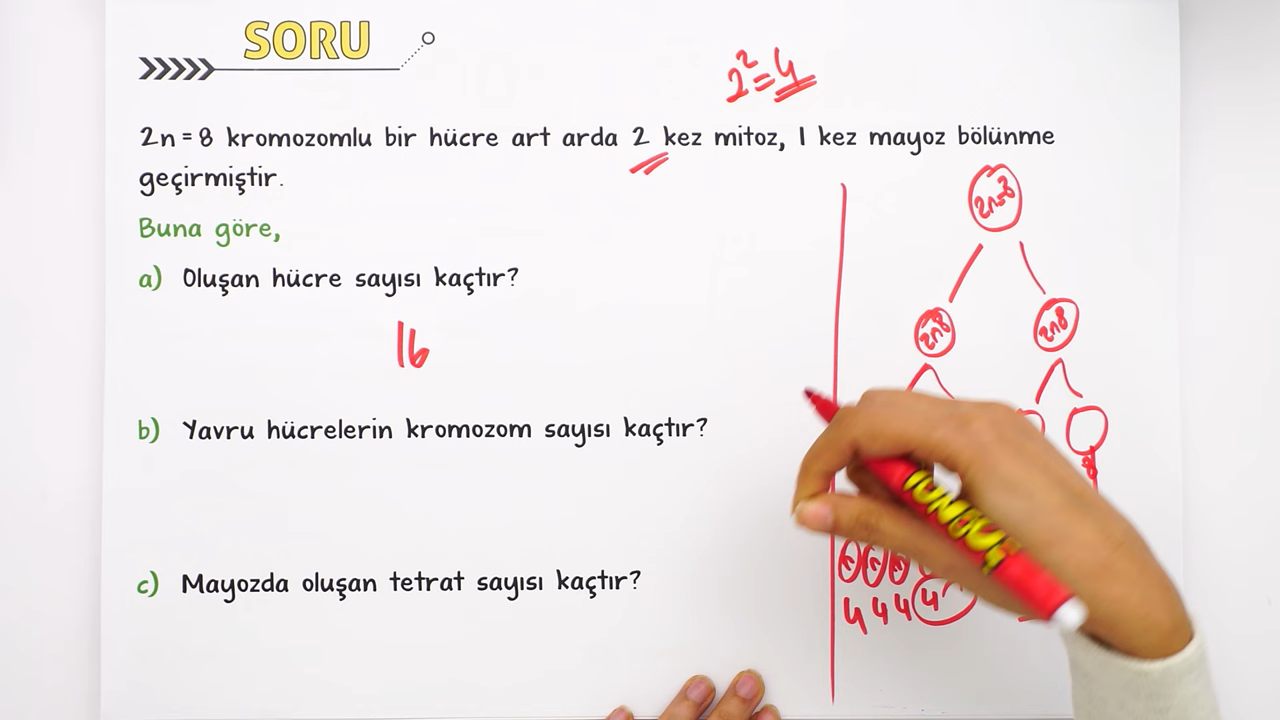 SORU
2² = 4
2n = 8 kromozomlu bir hücre art arda 2 kez mitoz, 1 kez mayoz bölünme
geçirmiştir.
2n=8
Buna göre,
a) Oluşan hücre sayısı kaçtır?
16
2n=8 2n=8
b) Yavru hücrelerin kromozom sayısı kaçtır?
c) Mayozda oluşan tetrat sayısı kaçtır?
4 4 4 4